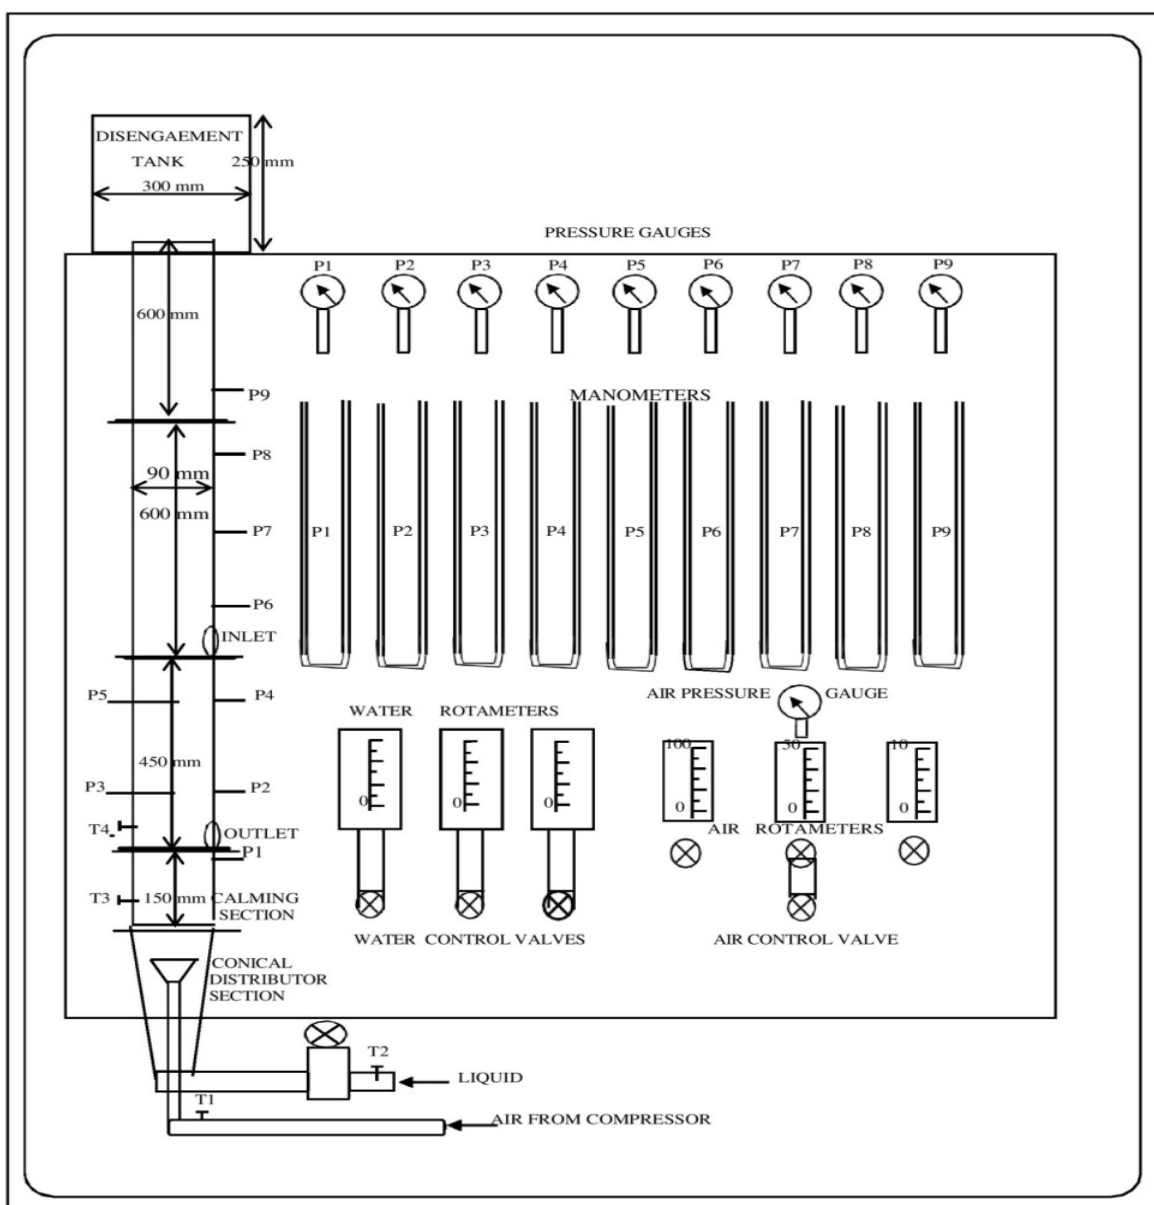 DISENGAEMENT
TANK
250 mm
300 mm
PRESSURE GAUGES
P1 P2 P3 P4 P5 P6 P7 P8 P9
600 mm
MANOMETERS
P9
P8
90 mm
600 mm
P7
P1 P2 P3 P4 P5 P6 P7 P8 P9
P6
INLET
P5
P4
AIR PRESSURE GAUGE
WATER ROTAMETERS
100 50 10
450 mm
P3
P2
0 0 0
0 0 0
T4
OUTLET
AIR ROTAMETERS
P1
T3
150 mm CALMING
SECTION
WATER CONTROL VALVES
AIR CONTROL VALVE
CONICAL
DISTRIBUTOR
SECTION
T2
LIQUID
T1
AIR FROM COMPRESSOR